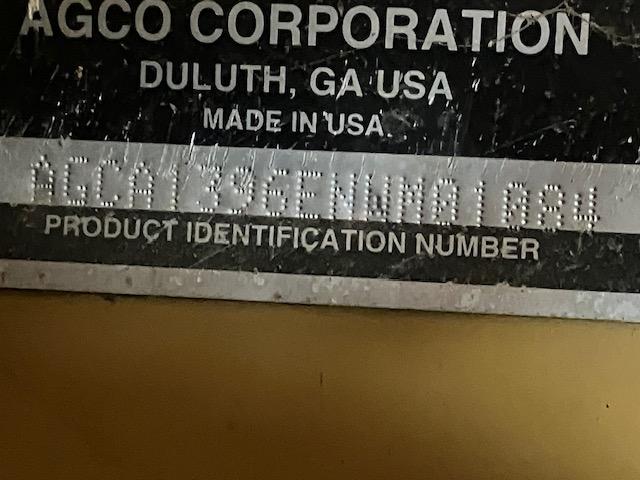 AGCO CORPORATION
DULUTH, GA USA
MADE IN USA.
PRODUCT IDENTIFICATION NUMBER